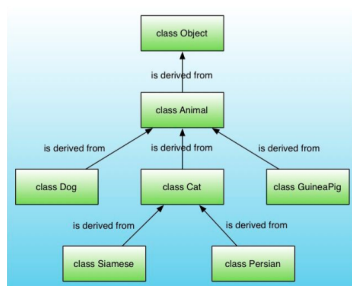 class Object
is derived from
class Animal
is derived from
is derived from
is derived from
class Dog
class Cat
class GuineaPig
is derived from
is derived from
class Siamese
class Persian